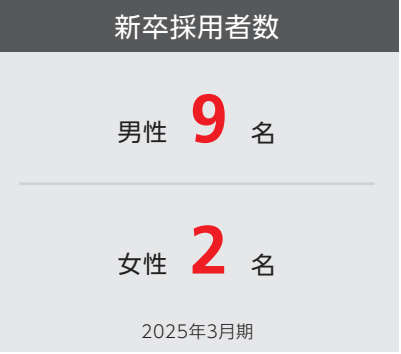 新卒採用者数
男性 9 名
女性 2 名
2025年3月期